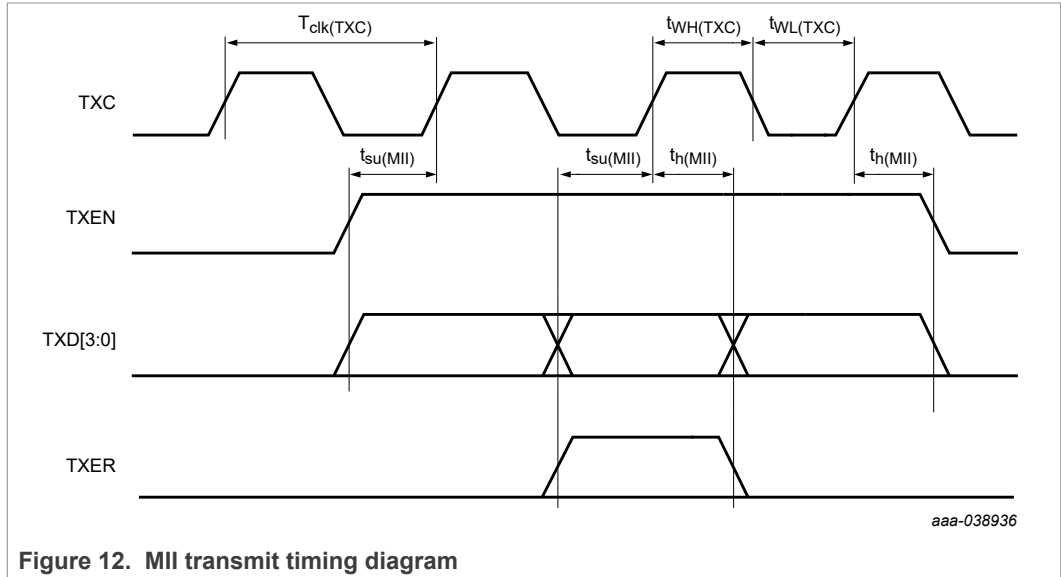 Tclk(TXC)
tWH(TXC)
tWL(TXC)
TXC
tsu(MII)
tsu(MII)
th(MII)
th(MII)
TXEN
TXD[3:0]
TXER
aaa-038936
Figure 12. MII transmit timing diagram